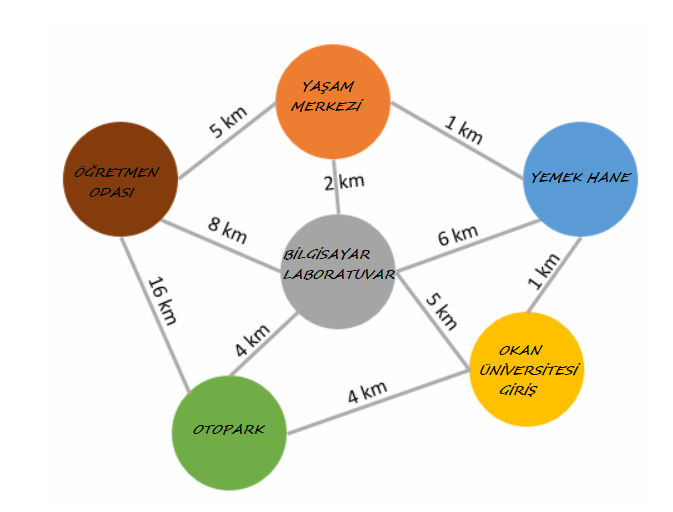 YAŞAM
MERKEZİ
5 km
1 km
ÖĞRETMEN
ODASI
2 km
YEMEK HANE
8 km
6 km
BİLGİSAYAR
LABORATUVAR
1 km
16 km
5 km
4 km
OKAN
ÜNİVERSİTESİ
GİRİŞ
4 km
OTOPARK